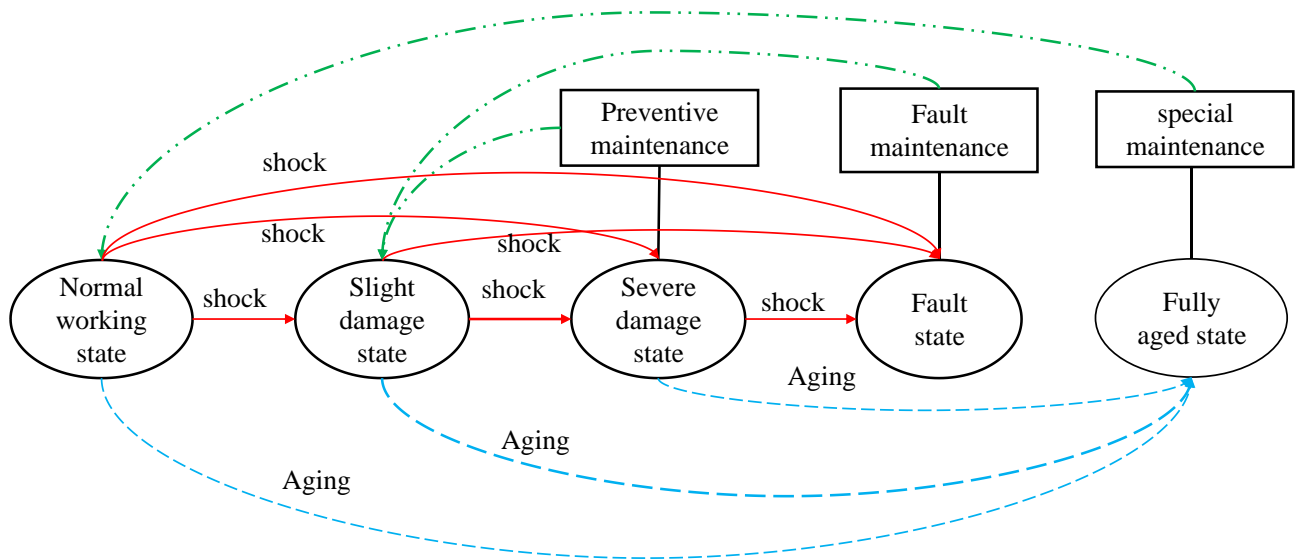 Preventive
maintenance
Fault
maintenance
special
maintenance
shock
shock
shock
Normal
working
state
shock
Slight
damage
state
shock
Severe
damage
state
shock
Fault
state
Fully
aged state
Aging
Aging
Aging